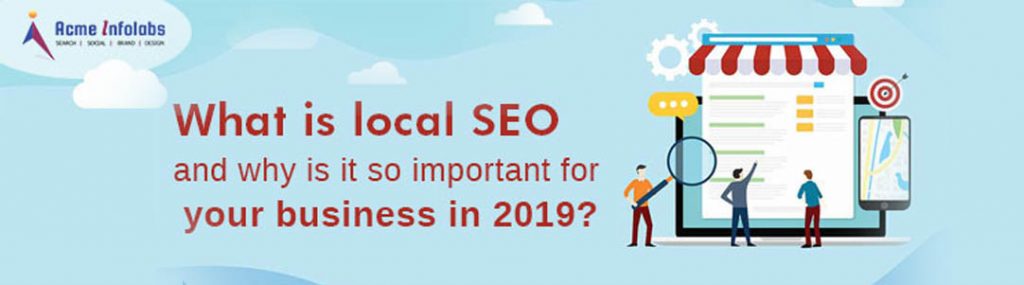 Acme Infolabs
SEARCH | SOCIAL | BRAND | DESIGN
What is local SEO
and why is it so important for
your business in 2019?